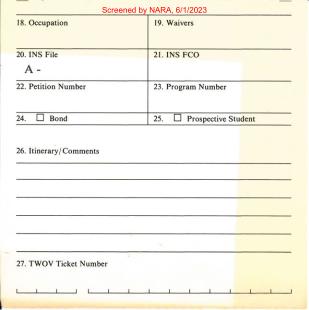 Screened by NARA, 6/1/2023
18. Occupation
19. Waivers
20. INS File
21. INS FCO
A -
22. Petition Number
23. Program Number
24. ☐ Bond
25. ☐ Prospective Student
26. Itinerary/Comments
27. TWOV Ticket Number